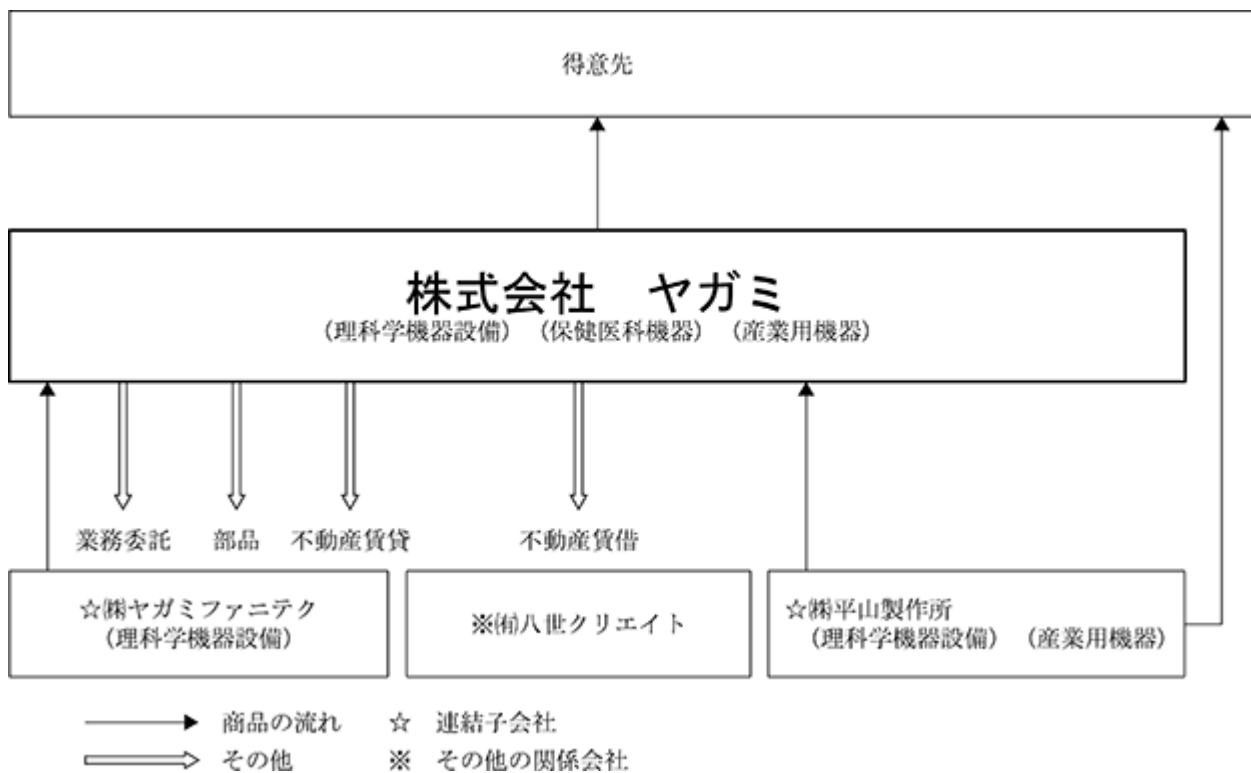 得意先
株式会社　ヤガミ
（理科学機器設備）　（保健医科機器）　（産業用機器）
業務委託　部品　不動産賃貸　不動産賃借
☆㈱ヤガミファニテク
（理科学機器設備）
※㈲八世クリエイト
☆㈱平山製作所
（理科学機器設備）　（産業用機器）
商品の流れ　☆　連結子会社
その他　※　その他の関係会社